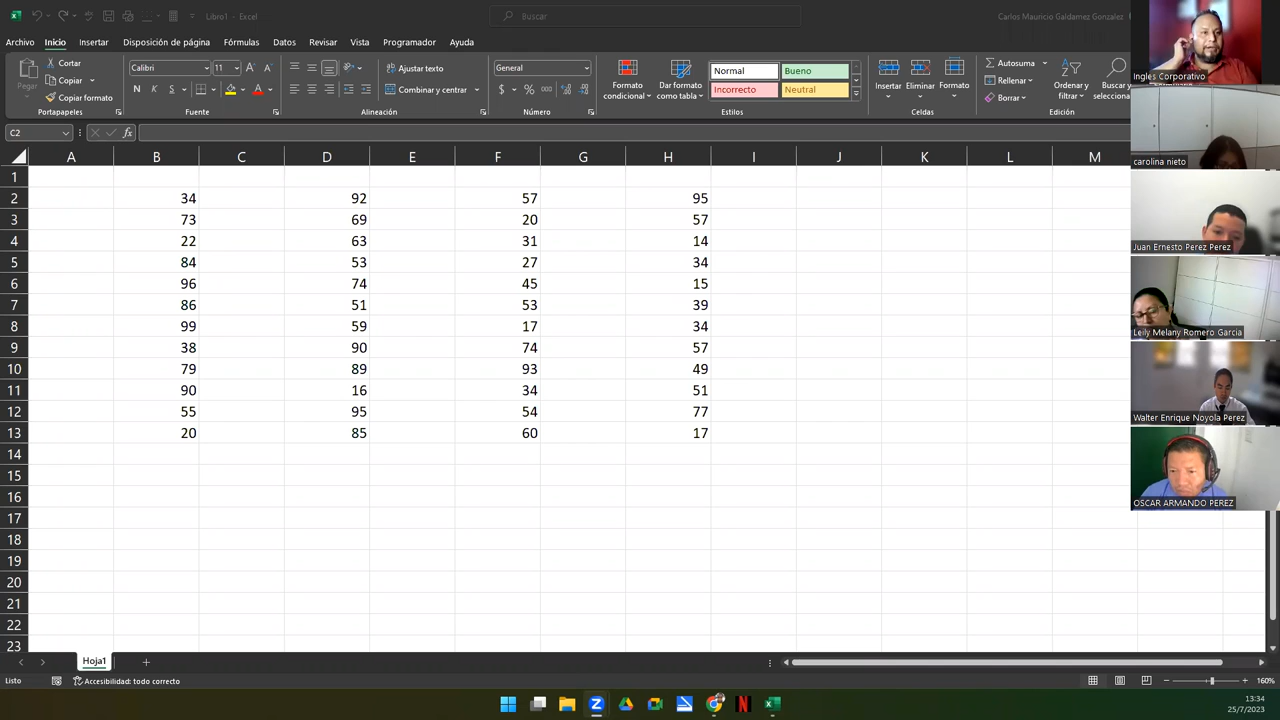 Libro1 - Excel
Buscar
Carlos Mauricio Galdamez Gonzalez
Archivo Inicio Insertar Disposición de página Fórmulas Datos Revisar Vista Programador Ayuda
Pegar
Cortar
Copiar
Copiar formato
Portapapeles
Calibri 11
N K S
Fuente
Ajustar texto
Combinar y centrar
Alineación
General
$ % 000
Número
Formato condicional
Dar formato como tabla
Normal Bueno
Incorrecto Neutral
Estilos
Insertar Eliminar Formato
Celdas
Autosuma
Rellenar
Borrar
Ordenar y filtrar
Buscar y
Edición
C2 fx
A B C D E F G H I J K L M
1
2 34 92 57 95
3 73 69 20 57
4 22 63 31 14
5 84 53 27 34
6 96 74 45 15
7 86 51 53 39
8 99 59 17 34
9 38 90 74 57
10 79 89 93 49
11 90 16 34 51
12 55 95 54 77
13 20 85 60 17
14
15
16
17
18
19
20
21
22
23
Hoja1
Listo
Accesibilidad: todo correcto
160%
13:34
25/7/2023
Ingles Corporativo
carolina nieto
Juan Ernesto Perez Perez
Leily Melany Romero Garcia
Walter Enrique Noyola Perez
OSCAR ARMANDO PEREZ